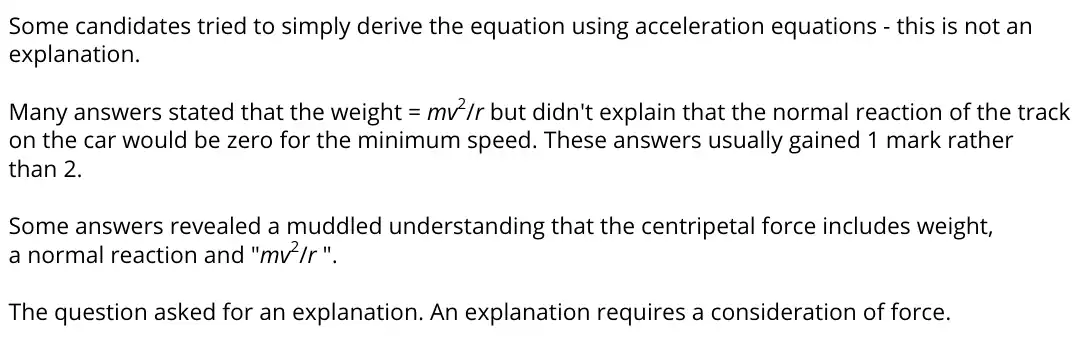 Some candidates tried to simply derive the equation using acceleration equations - this is not an
explanation.
Many answers stated that the weight = mv²/r but didn't explain that the normal reaction of the track
on the car would be zero for the minimum speed. These answers usually gained 1 mark rather
than 2.
Some answers revealed a muddled understanding that the centripetal force includes weight,
a normal reaction and "mv²/r ".
The question asked for an explanation. An explanation requires a consideration of force.